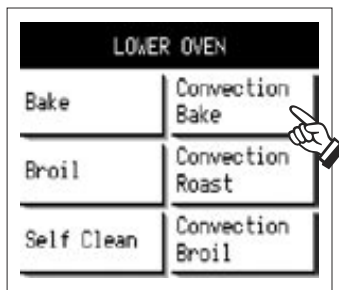 LOWER OVEN
Bake
Convection
Bake
Broil
Convection
Roast
Self Clean
Convection
Broil